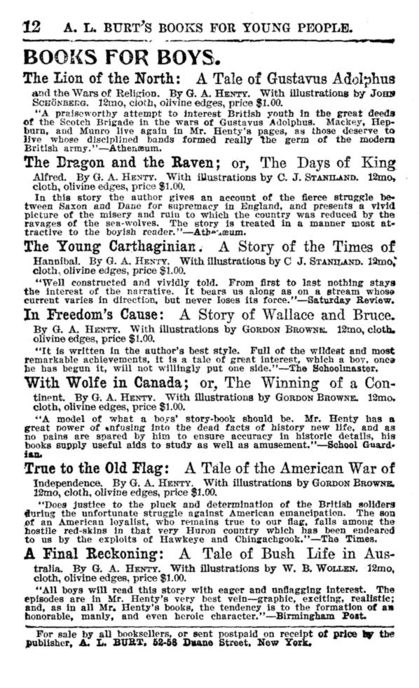 12 A. L. BURT'S BOOKS FOR YOUNG PEOPLE.
BOOKS FOR BOYS.
The Lion of the North: A Tale of Gustavus Adolphus
and the Wars of Religion. By G. A. HENTY. With illustrations by JOHN
SCHÖNBERG. 12mo, cloth, olivine edges, price $1.00.
"A praiseworthy attempt to interest British youth in the great deeds
of the Scotch Brigade in the wars of Gustavus Adolphus. Mackey, Hep-
burn, and Munro live again in Mr. Henty's pages, as those deserve to
live whose disciplined bands formed really the germ of the modern
British army."—Athenæum.
The Dragon and the Raven; or, The Days of King
Alfred. By G. A. HENTY. With illustrations by C. J. STANILAND. 12mo,
cloth, olivine edges, price $1.00.
In this story the author gives an account of the fierce struggle be-
tween Saxon and Dane for supremacy in England, and presents a vivid
picture of the misery and ruin to which the country was reduced by the
ravages of the sea-wolves. The story is treated in a manner most at-
tractive to the boyish reader."—Athenæum.
The Young Carthaginian. A Story of the Times of
Hannibal. By G. A. HENTY. With illustrations by C J. STANILAND. 12mo,
cloth, olivine edges, price $1.00.
"Well constructed and vividly told. From first to last nothing stays
the interest of the narrative. It bears us along as on a stream whose
current varies in direction, but never loses its force."—Saturday Review.
In Freedom's Cause: A Story of Wallace and Bruce.
By G. A. HENTY. With illustrations by GORDON BROWNE. 12mo, cloth,
olivine edges, price $1.00.
"It is written in the author's best style. Full of the wildest and most
remarkable achievements, it is a tale of great interest, which a boy, once
he has begun it, will not willingly put one side."—The Schoolmaster.
With Wolfe in Canada; or, The Winning of a Con-
tinent. By G. A. HENTY. With illustrations by GORDON BROWNE. 12mo,
cloth, olivine edges, price $1.00.
"A model of what a boys' story-book should be. Mr. Henty has a
great power of infusing into the dead facts of history new life, and as
no pains are spared by him to ensure accuracy in historic details, his
books supply useful aids to study as well as amusement."—School Guard-
ian.
True to the Old Flag: A Tale of the American War of
Independence. By G. A. HENTY. With illustrations by GORDON BROWNE.
12mo, cloth, olivine edges, price $1.00.
"Does justice to the pluck and determination of the British soliders
during the unfortunate struggle against American emancipation. The son
of an American loyalist, who remains true to our flag, falls among the
hostile red-skins in that very Huron country which has been endeared
to us by the exploits of Hawkeye and Chingachgook."—The Times.
A Final Reckoning: A Tale of Bush Life in Aus-
tralia. By G. A. HENTY. With illustrations by W. B. WOLLEN. 12mo,
cloth, olivine edges, price $1.00.
"All boys will read this story with eager and unflagging interest. The
episodes are in Mr. Henty's very best vein—graphic, exciting, realistic;
and, as in all Mr. Henty's books, the tendency is to the formation of an
honorable, manly, and even heroic character."—Birmingham Post.
For sale by all booksellers, or sent postpaid on receipt of price by the
publisher, A. L. BURT, 52-58 Duane Street, New York.